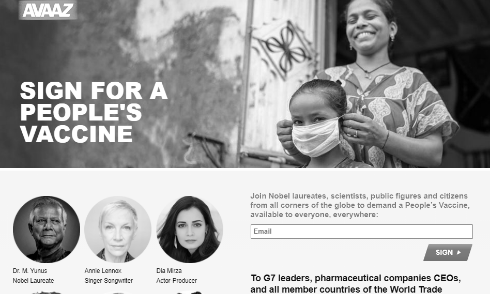 AVAAZ
SIGN FOR A
PEOPLE'S
VACCINE
Join Nobel laureates, scientists, public figures and citizens
from all corners of the globe to demand a People's Vaccine,
available to everyone, everywhere:
Email
SIGN
Dr. M. Yunus
Nobel Laureate
Annie Lennox
Singer Songwriter
Dia Mirza
Actor Producer
To G7 leaders, pharmaceutical companies CEOs,
and all member countries of the World Trade